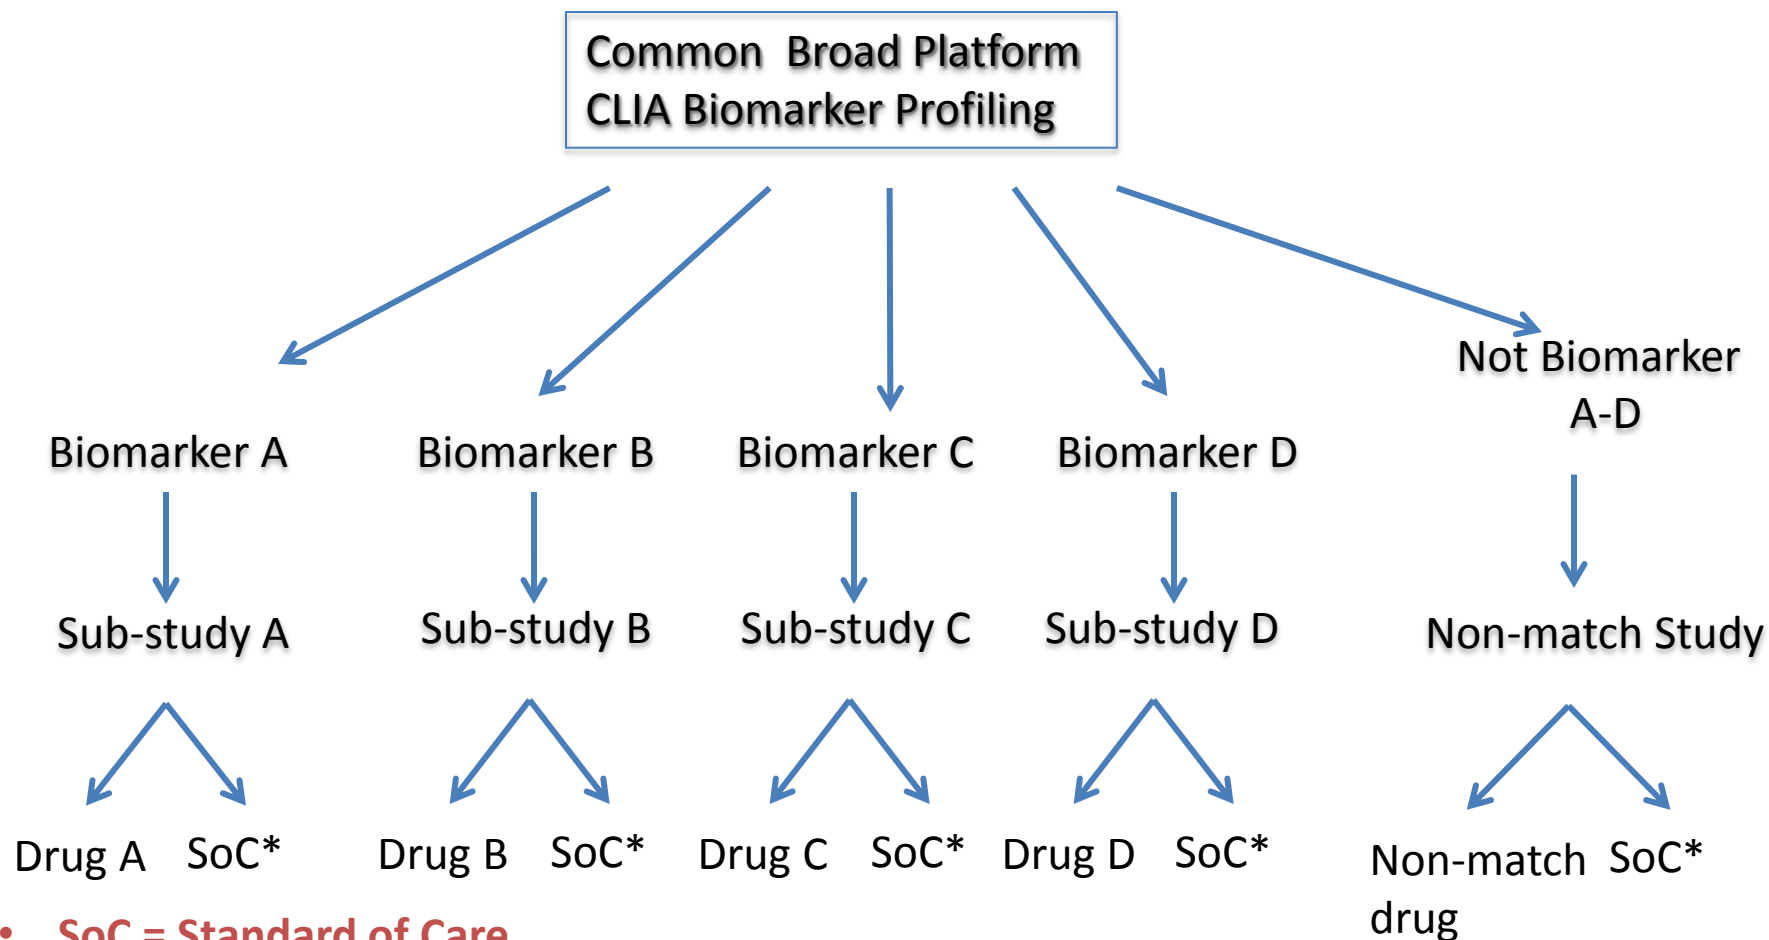 Common  Broad Platform
CLIA Biomarker Profiling
Not Biomarker
A-D
Biomarker A
Biomarker B
Biomarker C
Biomarker D
Sub-study A
Sub-study B
Sub-study C
Sub-study D
Non-match Study
Drug A
SoC*
Drug B
SoC*
Drug C
SoC*
Drug D
SoC*
Non-match
drug
SoC*
• SoC = Standard of Care